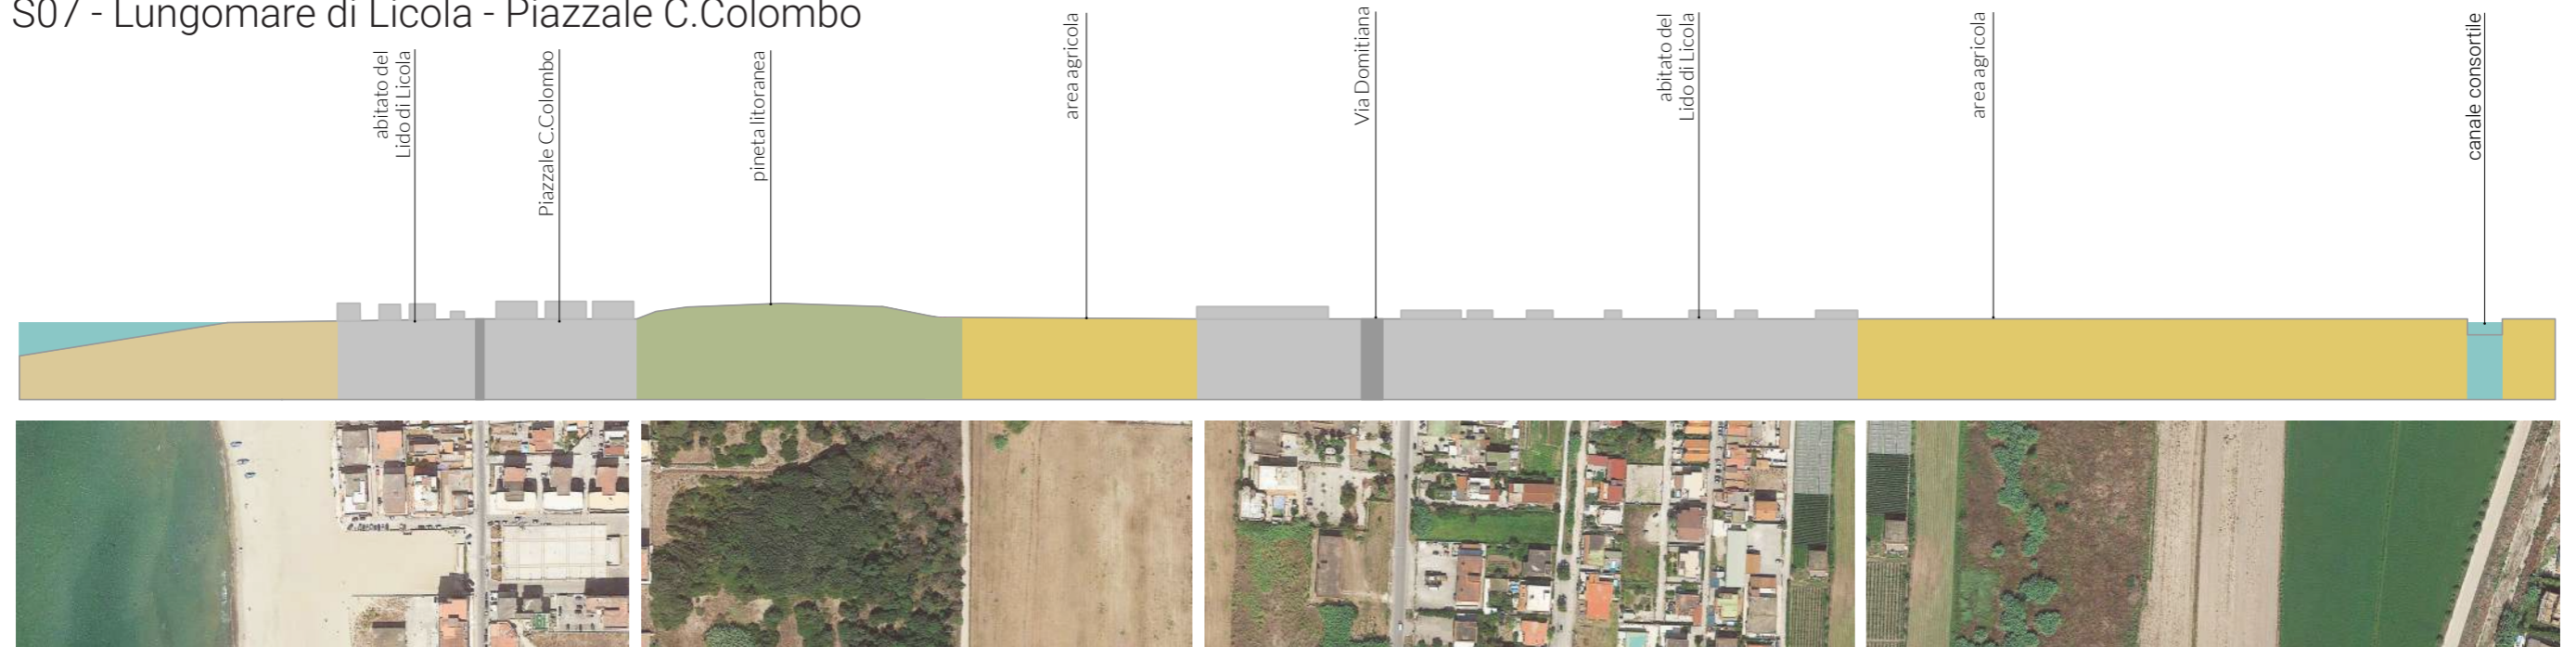 S07 - Lungomare di Licola - Piazzale C.Colombo
abitato del
Lido di Licola
Piazzale C.Colombo
pineta litoranea
area agricola
Via Domitiana
abitato del
Lido di Licola
area agricola
canale consortile